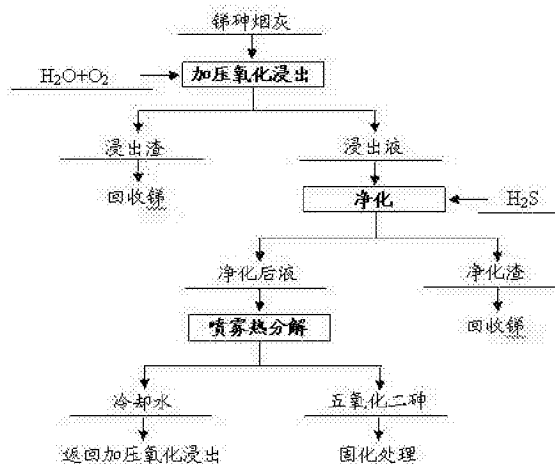 锑砷烟灰
H₂O+O₂
加压氧化浸出
浸出渣
浸出液
回收锑
净化
H₂S
净化后液
净化渣
喷雾热分解
回收锑
冷却水
五氧化二砷
返回加压氧化浸出
固化处理